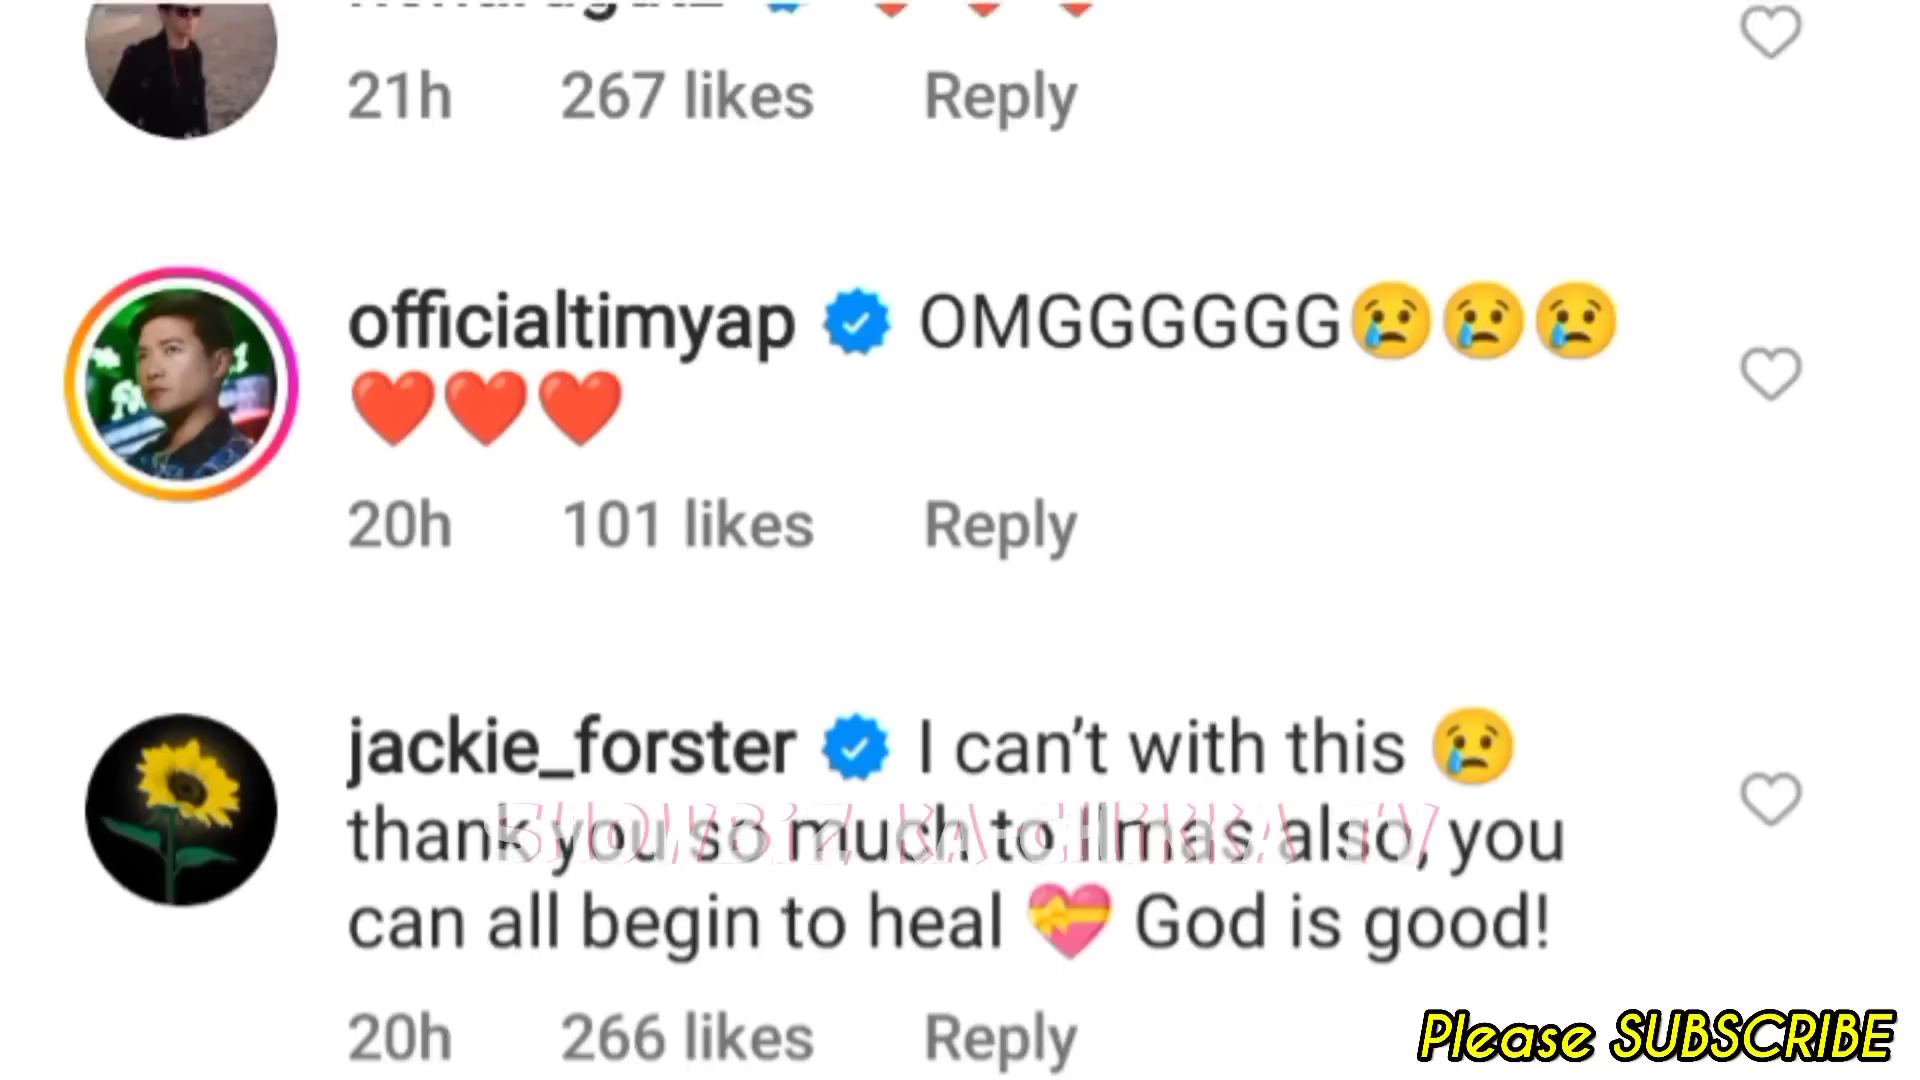 21h 267 likes Reply
officialtimyap OMGGGGGG😢😢😢
❤️❤️❤️
20h 101 likes Reply
jackie_forster I can’t with this 😢
thank you so much to Ilmas also, you
can all begin to heal 💝 God is good!
20h 266 likes Reply
Please SUBSCRIBE